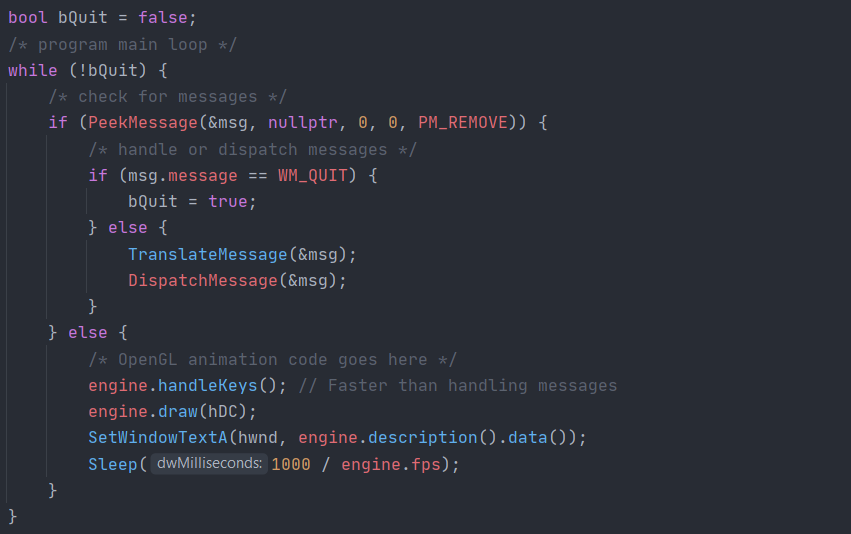 bool bQuit = false;
/* program main loop */
while (!bQuit) {
    /* check for messages */
    if (PeekMessage(&msg, nullptr, 0, 0, PM_REMOVE)) {
        /* handle or dispatch messages */
        if (msg.message == WM_QUIT) {
            bQuit = true;
        } else {
            TranslateMessage(&msg);
            DispatchMessage(&msg);
        }
    } else {
        /* OpenGL animation code goes here */
        engine.handleKeys(); // Faster than handling messages
        engine.draw(hDC);
        SetWindowTextA(hwnd, engine.description().data());
        Sleep( dwMilliseconds: 1000 / engine.fps);
    }
}